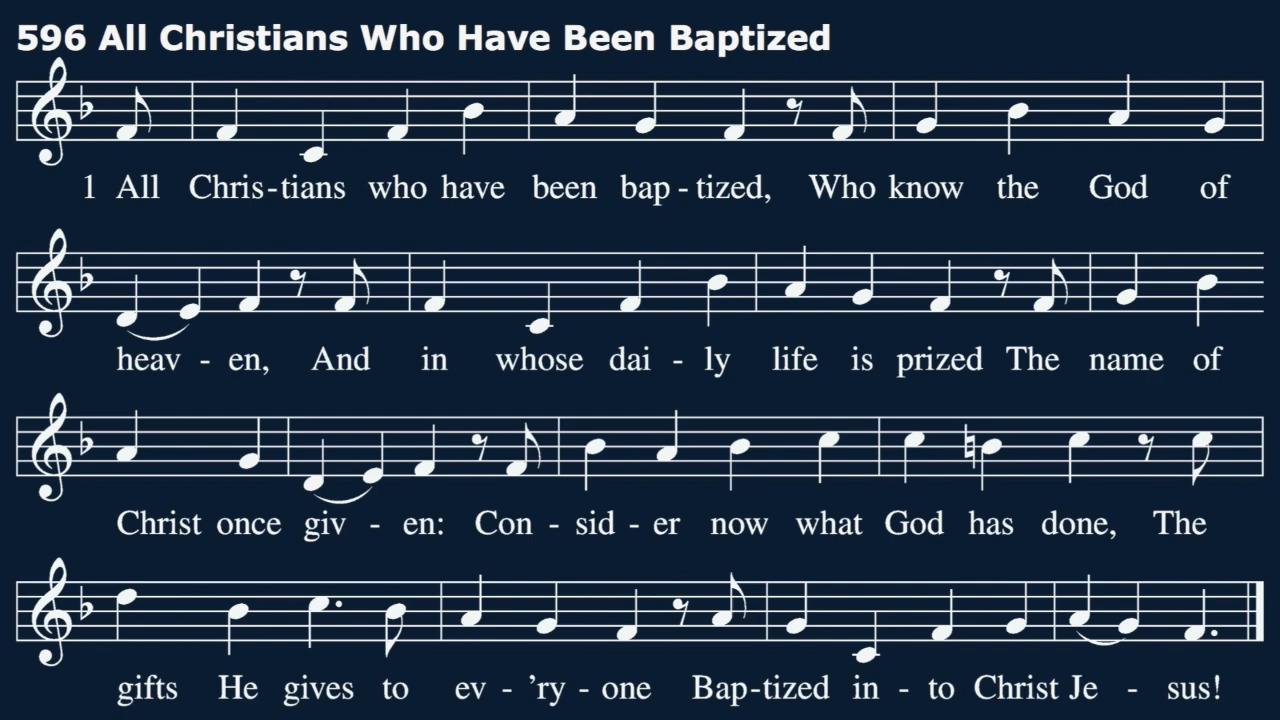 596 All Christians Who Have Been Baptized
1 All Chris-tians who have been bap - tized, Who know the God of
heav - en, And in whose dai - ly life is prized The name of
Christ once giv - en: Con - sid - er now what God has done, The
gifts He gives to ev - 'ry - one Bap-tized in - to Christ Je - sus!